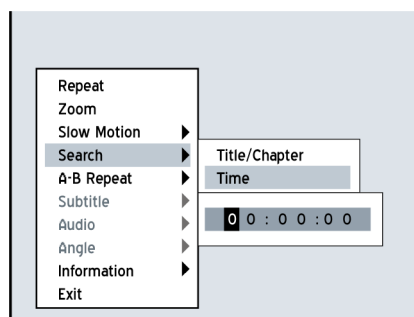 Repeat
Zoom
Slow Motion
Search
A-B Repeat
Subtitle
Audio
Angle
Information
Exit
Title/Chapter
Time
0 0 : 0 0 : 0 0